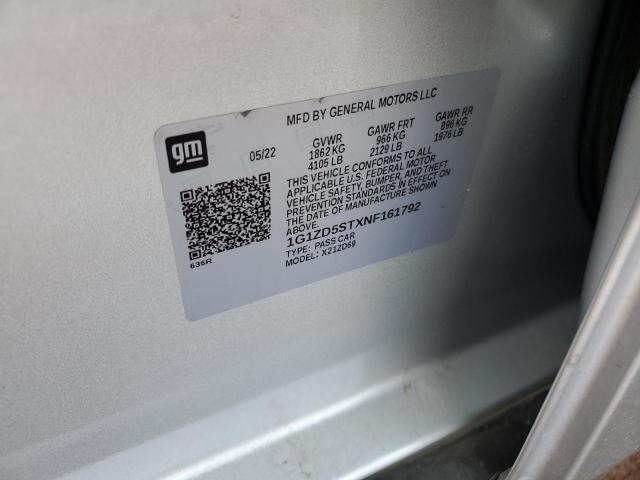 MFD BY GENERAL MOTORS LLC
gm
05/22
GVWR GAWR FRT GAWR RR
1862 KG 966 KG 896 KG
4105 LB 2129 LB 1976 LB
THIS VEHICLE CONFORMS TO ALL
APPLICABLE U.S. FEDERAL MOTOR
VEHICLE SAFETY, BUMPER, AND THEFT
PREVENTION STANDARDS IN EFFECT ON
THE DATE OF MANUFACTURE SHOWN
ABOVE.
1G1ZD5STXNF161792
TYPE: PASS CAR
MODEL: X21ZD69
636R